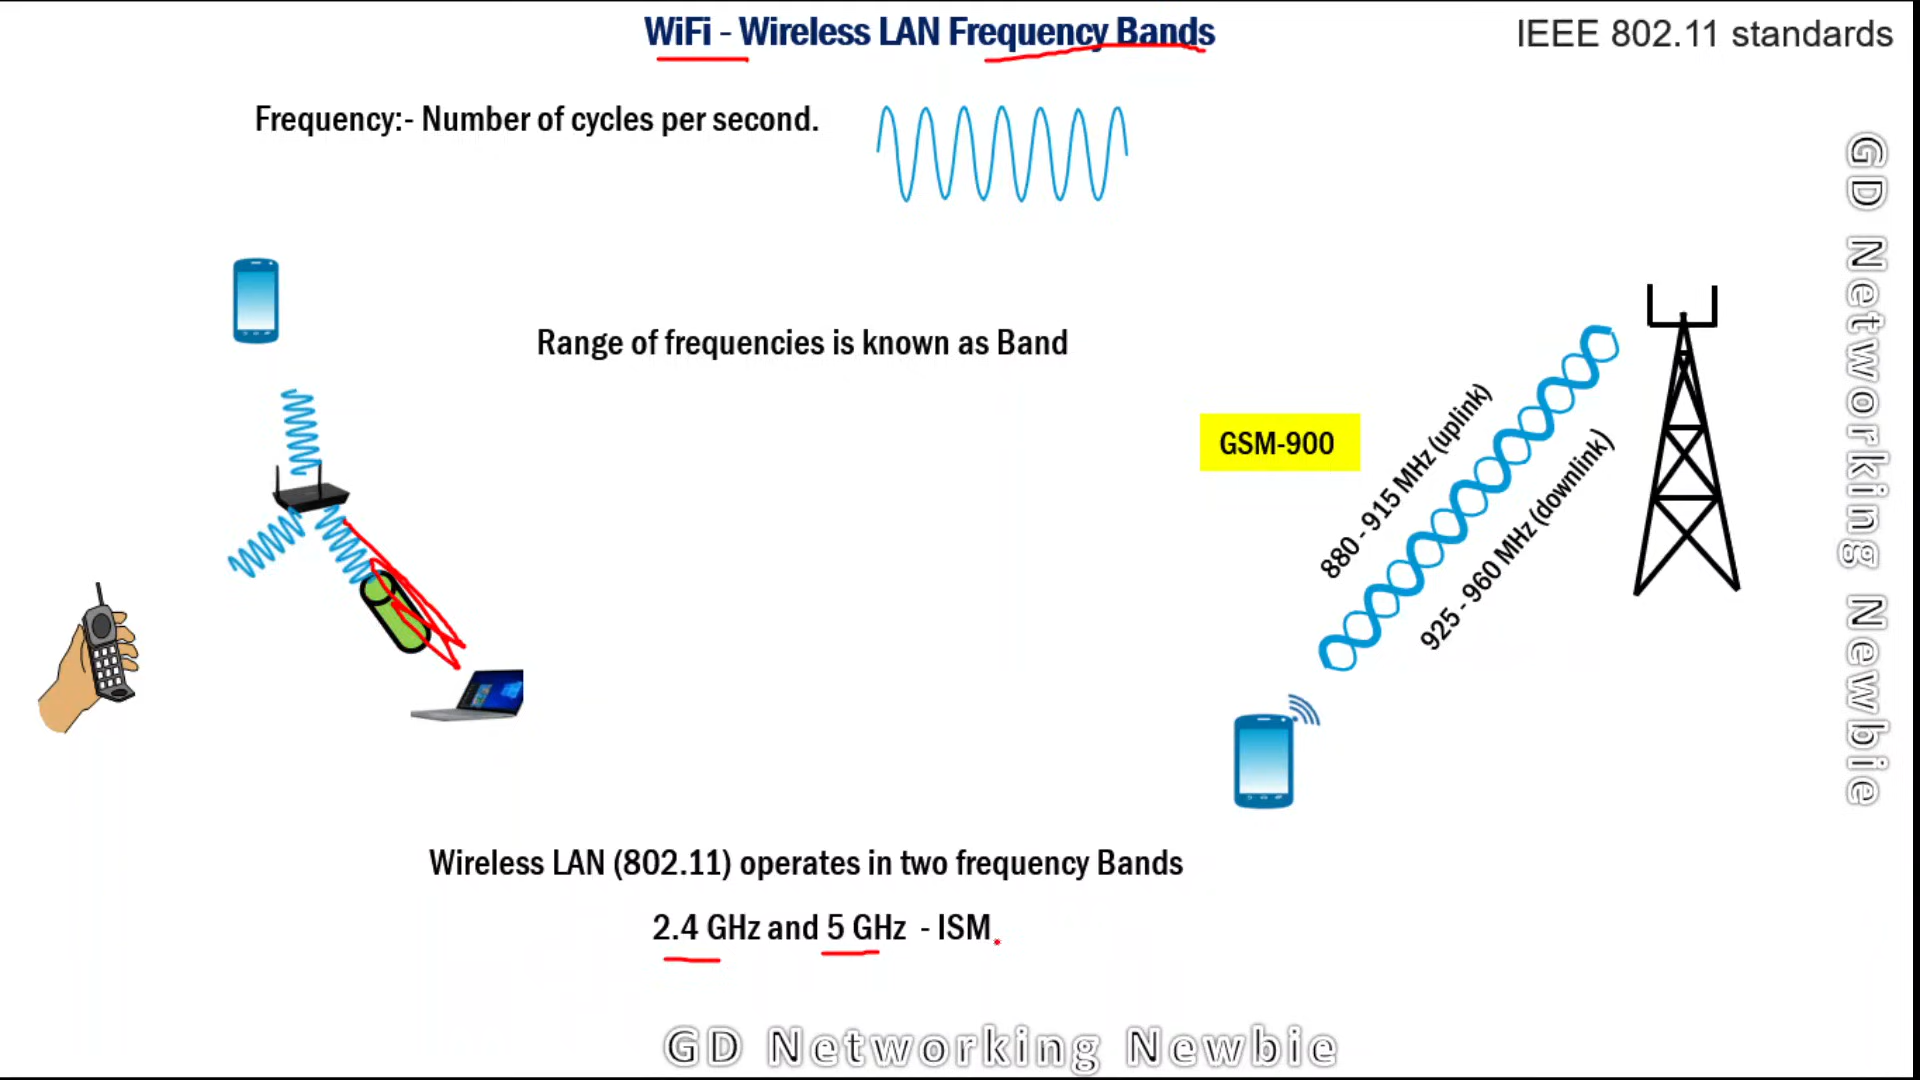 WiFi - Wireless LAN Frequency Bands
IEEE 802.11 standards
Frequency:- Number of cycles per second.
Range of frequencies is known as Band
GSM-900
880 - 915 MHz (uplink)
925 - 960 MHz (downlink)
Wireless LAN (802.11) operates in two frequency Bands
2.4 GHz and 5 GHz - ISM
GD Networking Newbie
GD Networking Newbie